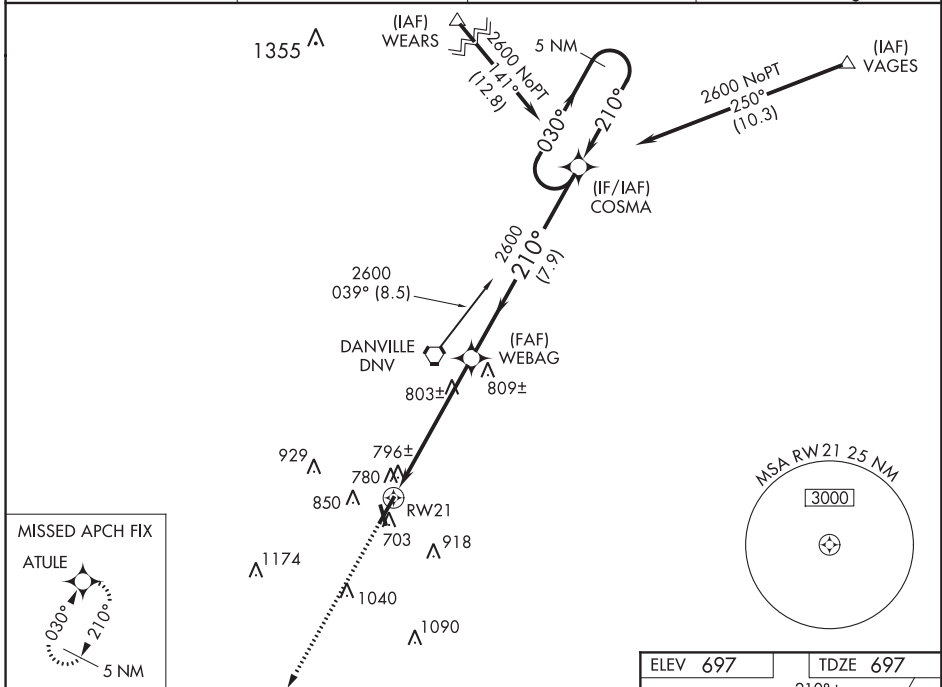 1355
(IAF)
WEARS
2600 NoPT
141°
(12.8)
5 NM
030°
210°
(IAF)
VAGES
2600 NoPT
250°
(10.3)
(IF/IAF)
COSMA
2600
210°
(7.9)
2600
039° (8.5)
DANVILLE
DNV
(FAF)
WEBAG
803±
809±
929
796±
780
850
RW21
703
918
1174
1040
1090
MISSED APCH FIX
ATULE
030°
210°
5 NM
MSA RW21 25 NM
3000
ELEV 697
TDZE 697